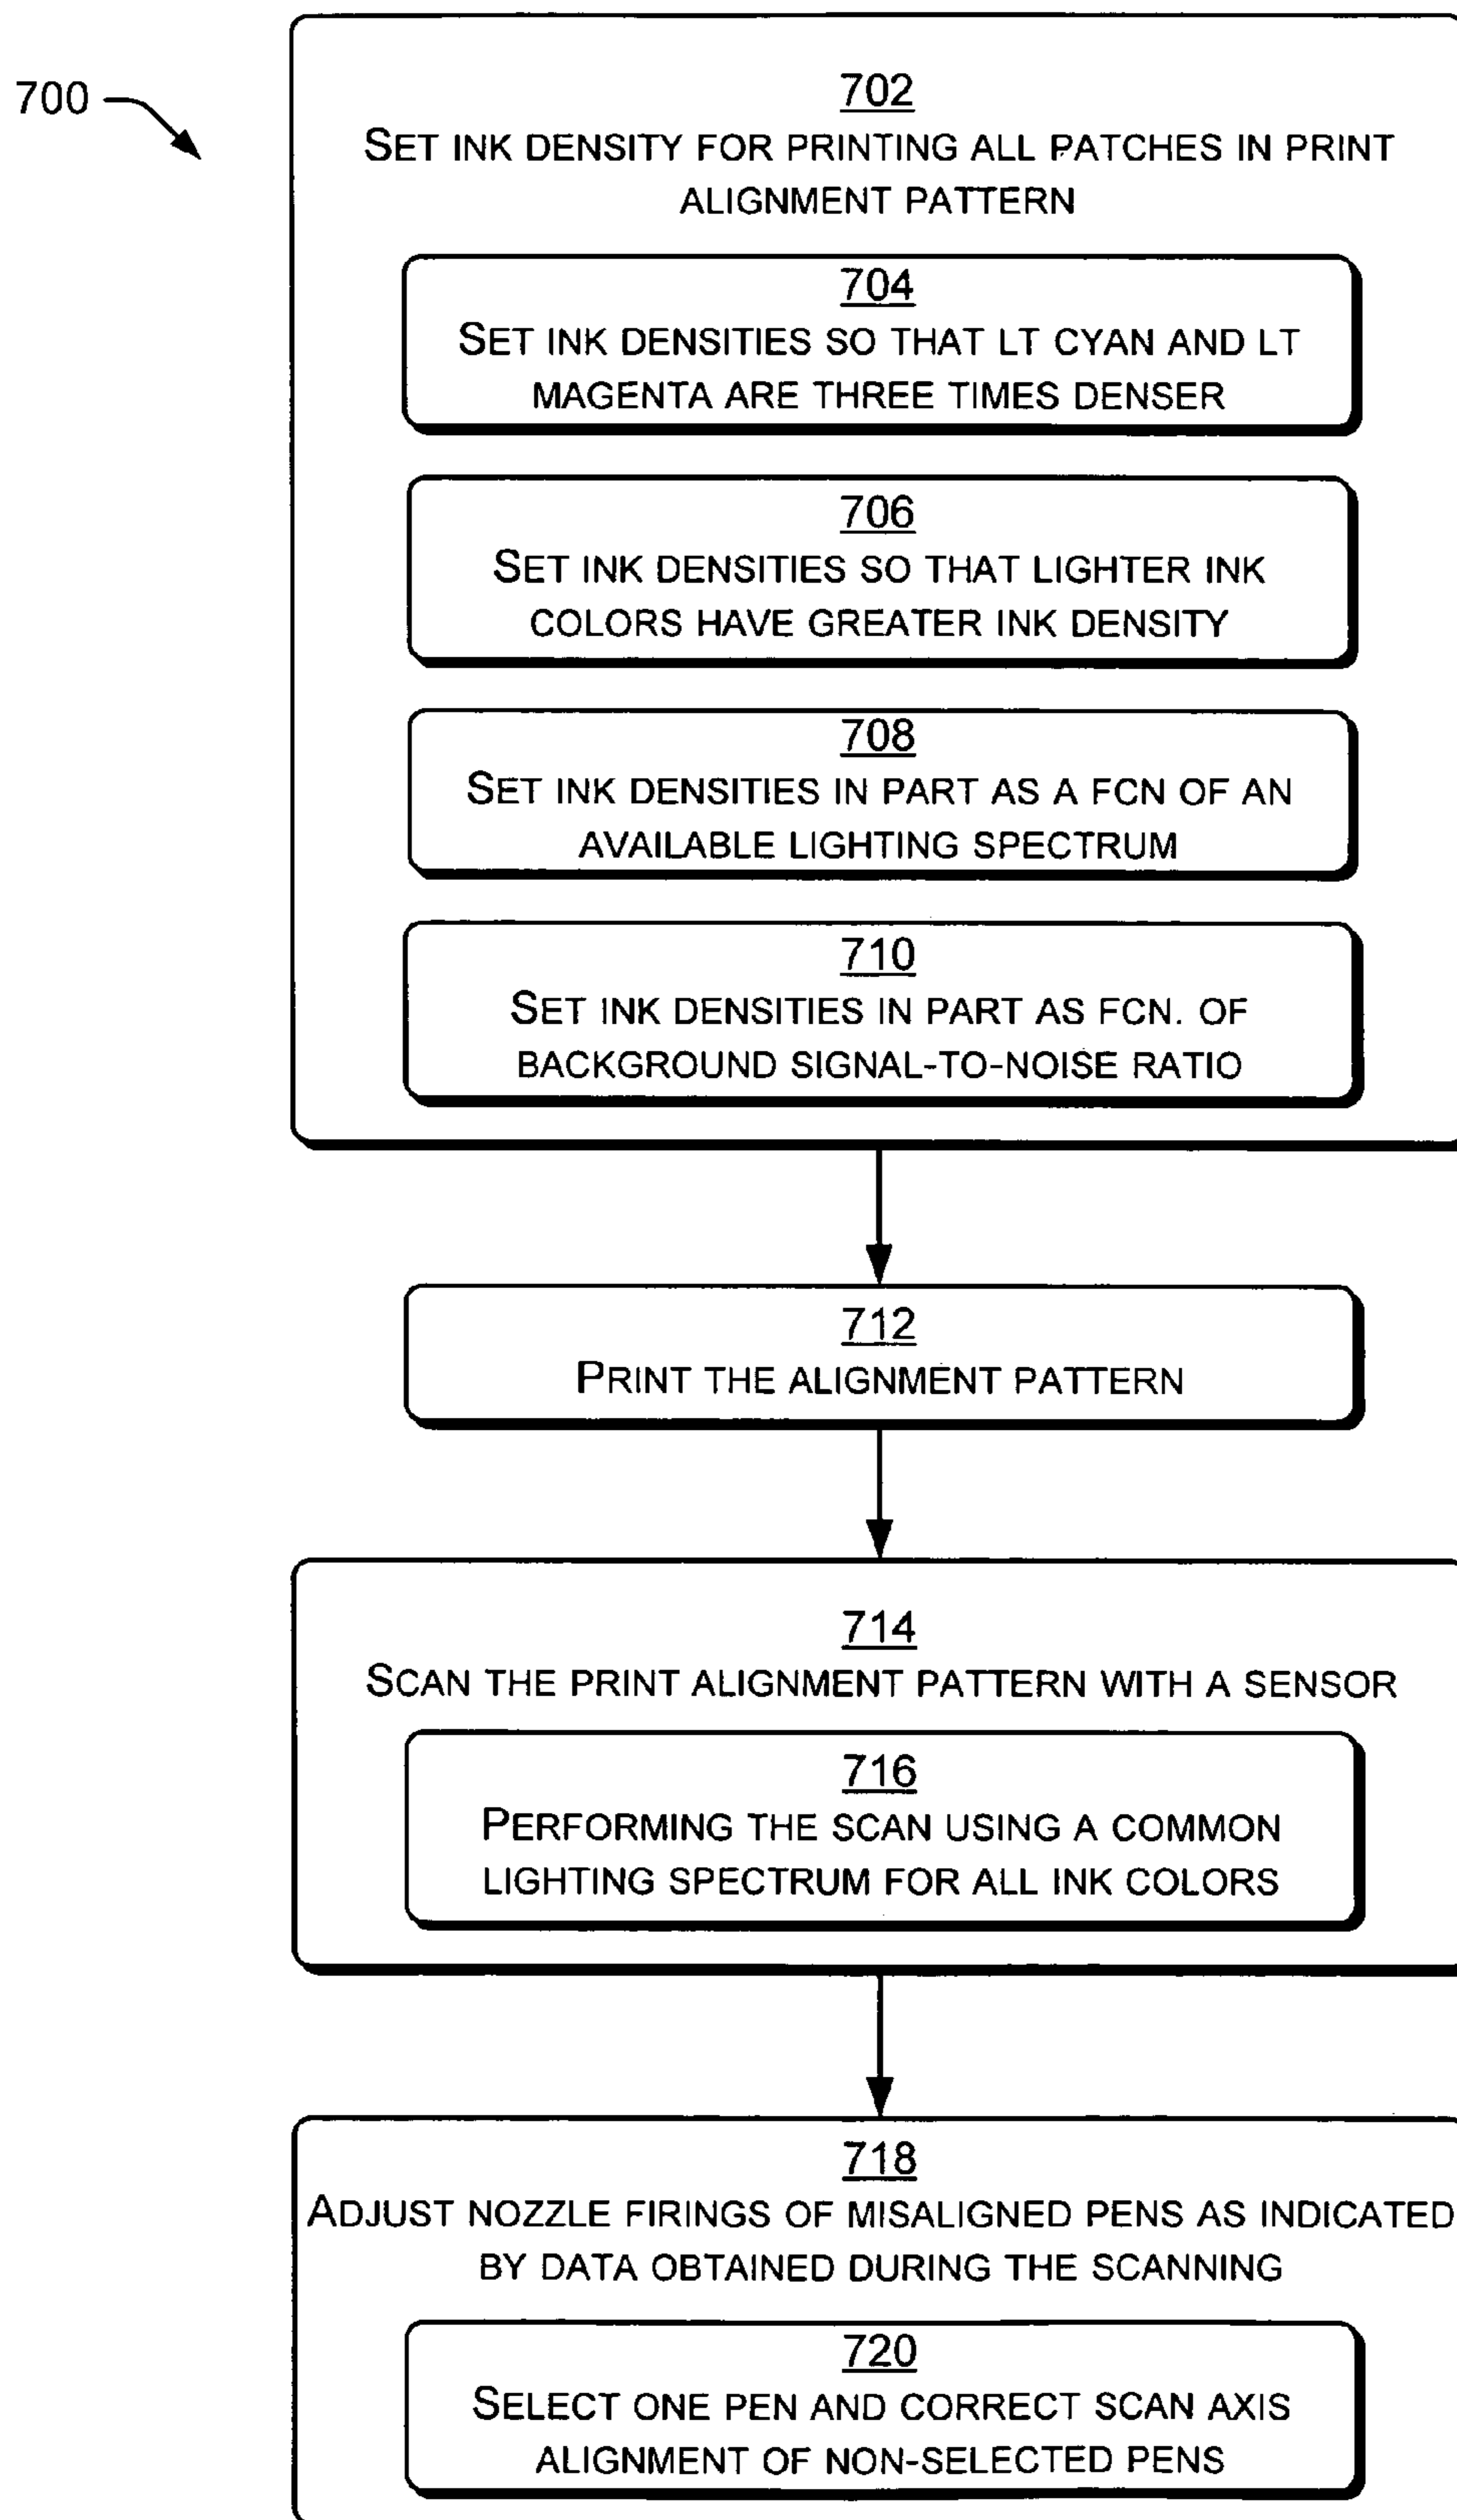 700
702
SET INK DENSITY FOR PRINTING ALL PATCHES IN PRINT
ALIGNMENT PATTERN
704
SET INK DENSITIES SO THAT LT CYAN AND LT
MAGENTA ARE THREE TIMES DENSER
706
SET INK DENSITIES SO THAT LIGHTER INK
COLORS HAVE GREATER INK DENSITY
708
SET INK DENSITIES IN PART AS A FCN OF AN
AVAILABLE LIGHTING SPECTRUM
710
SET INK DENSITIES IN PART AS FCN. OF
BACKGROUND SIGNAL-TO-NOISE RATIO
712
PRINT THE ALIGNMENT PATTERN
714
SCAN THE PRINT ALIGNMENT PATTERN WITH A SENSOR
716
PERFORMING THE SCAN USING A COMMON
LIGHTING SPECTRUM FOR ALL INK COLORS
718
ADJUST NOZZLE FIRINGS OF MISALIGNED PENS AS INDICATED
BY DATA OBTAINED DURING THE SCANNING
720
SELECT ONE PEN AND CORRECT SCAN AXIS
ALIGNMENT OF NON-SELECTED PENS